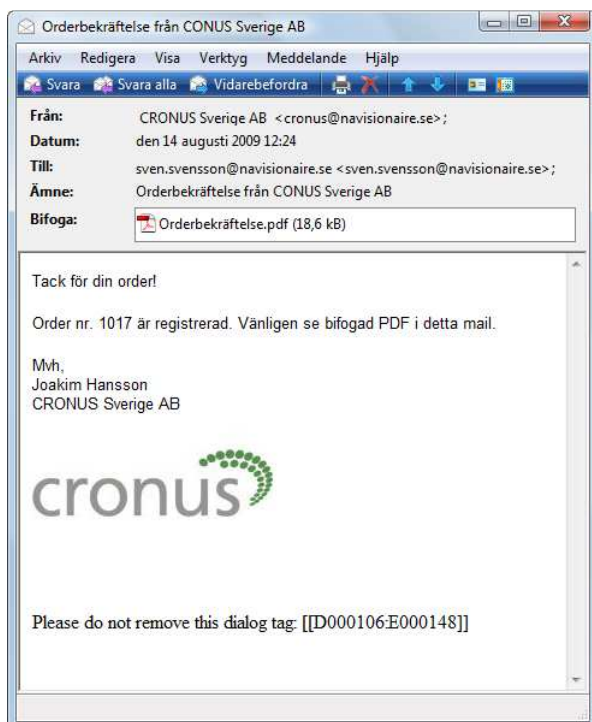 Orderbekräftelse från CONUS Sverige AB
Arkiv Redigera Visa Verktyg Meddelande Hjälp
Svara Svara alla Vidarebefordra
Från: CRONUS Sverige AB <cronus@navisionaire.se>;
Datum: den 14 augusti 2009 12:24
Till: sven.svensson@navisionaire.se <sven.svensson@navisionaire.se>;
Ämne: Orderbekräftelse från CONUS Sverige AB
Bifoga: Orderbekräftelse.pdf (18,6 kB)
Tack för din order!
Order nr. 1017 är registrerad. Vänligen se bifogad PDF i detta mail.
Mvh,
Joakim Hansson
CRONUS Sverige AB
cronus
Please do not remove this dialog tag: [[D000106:E000148]]